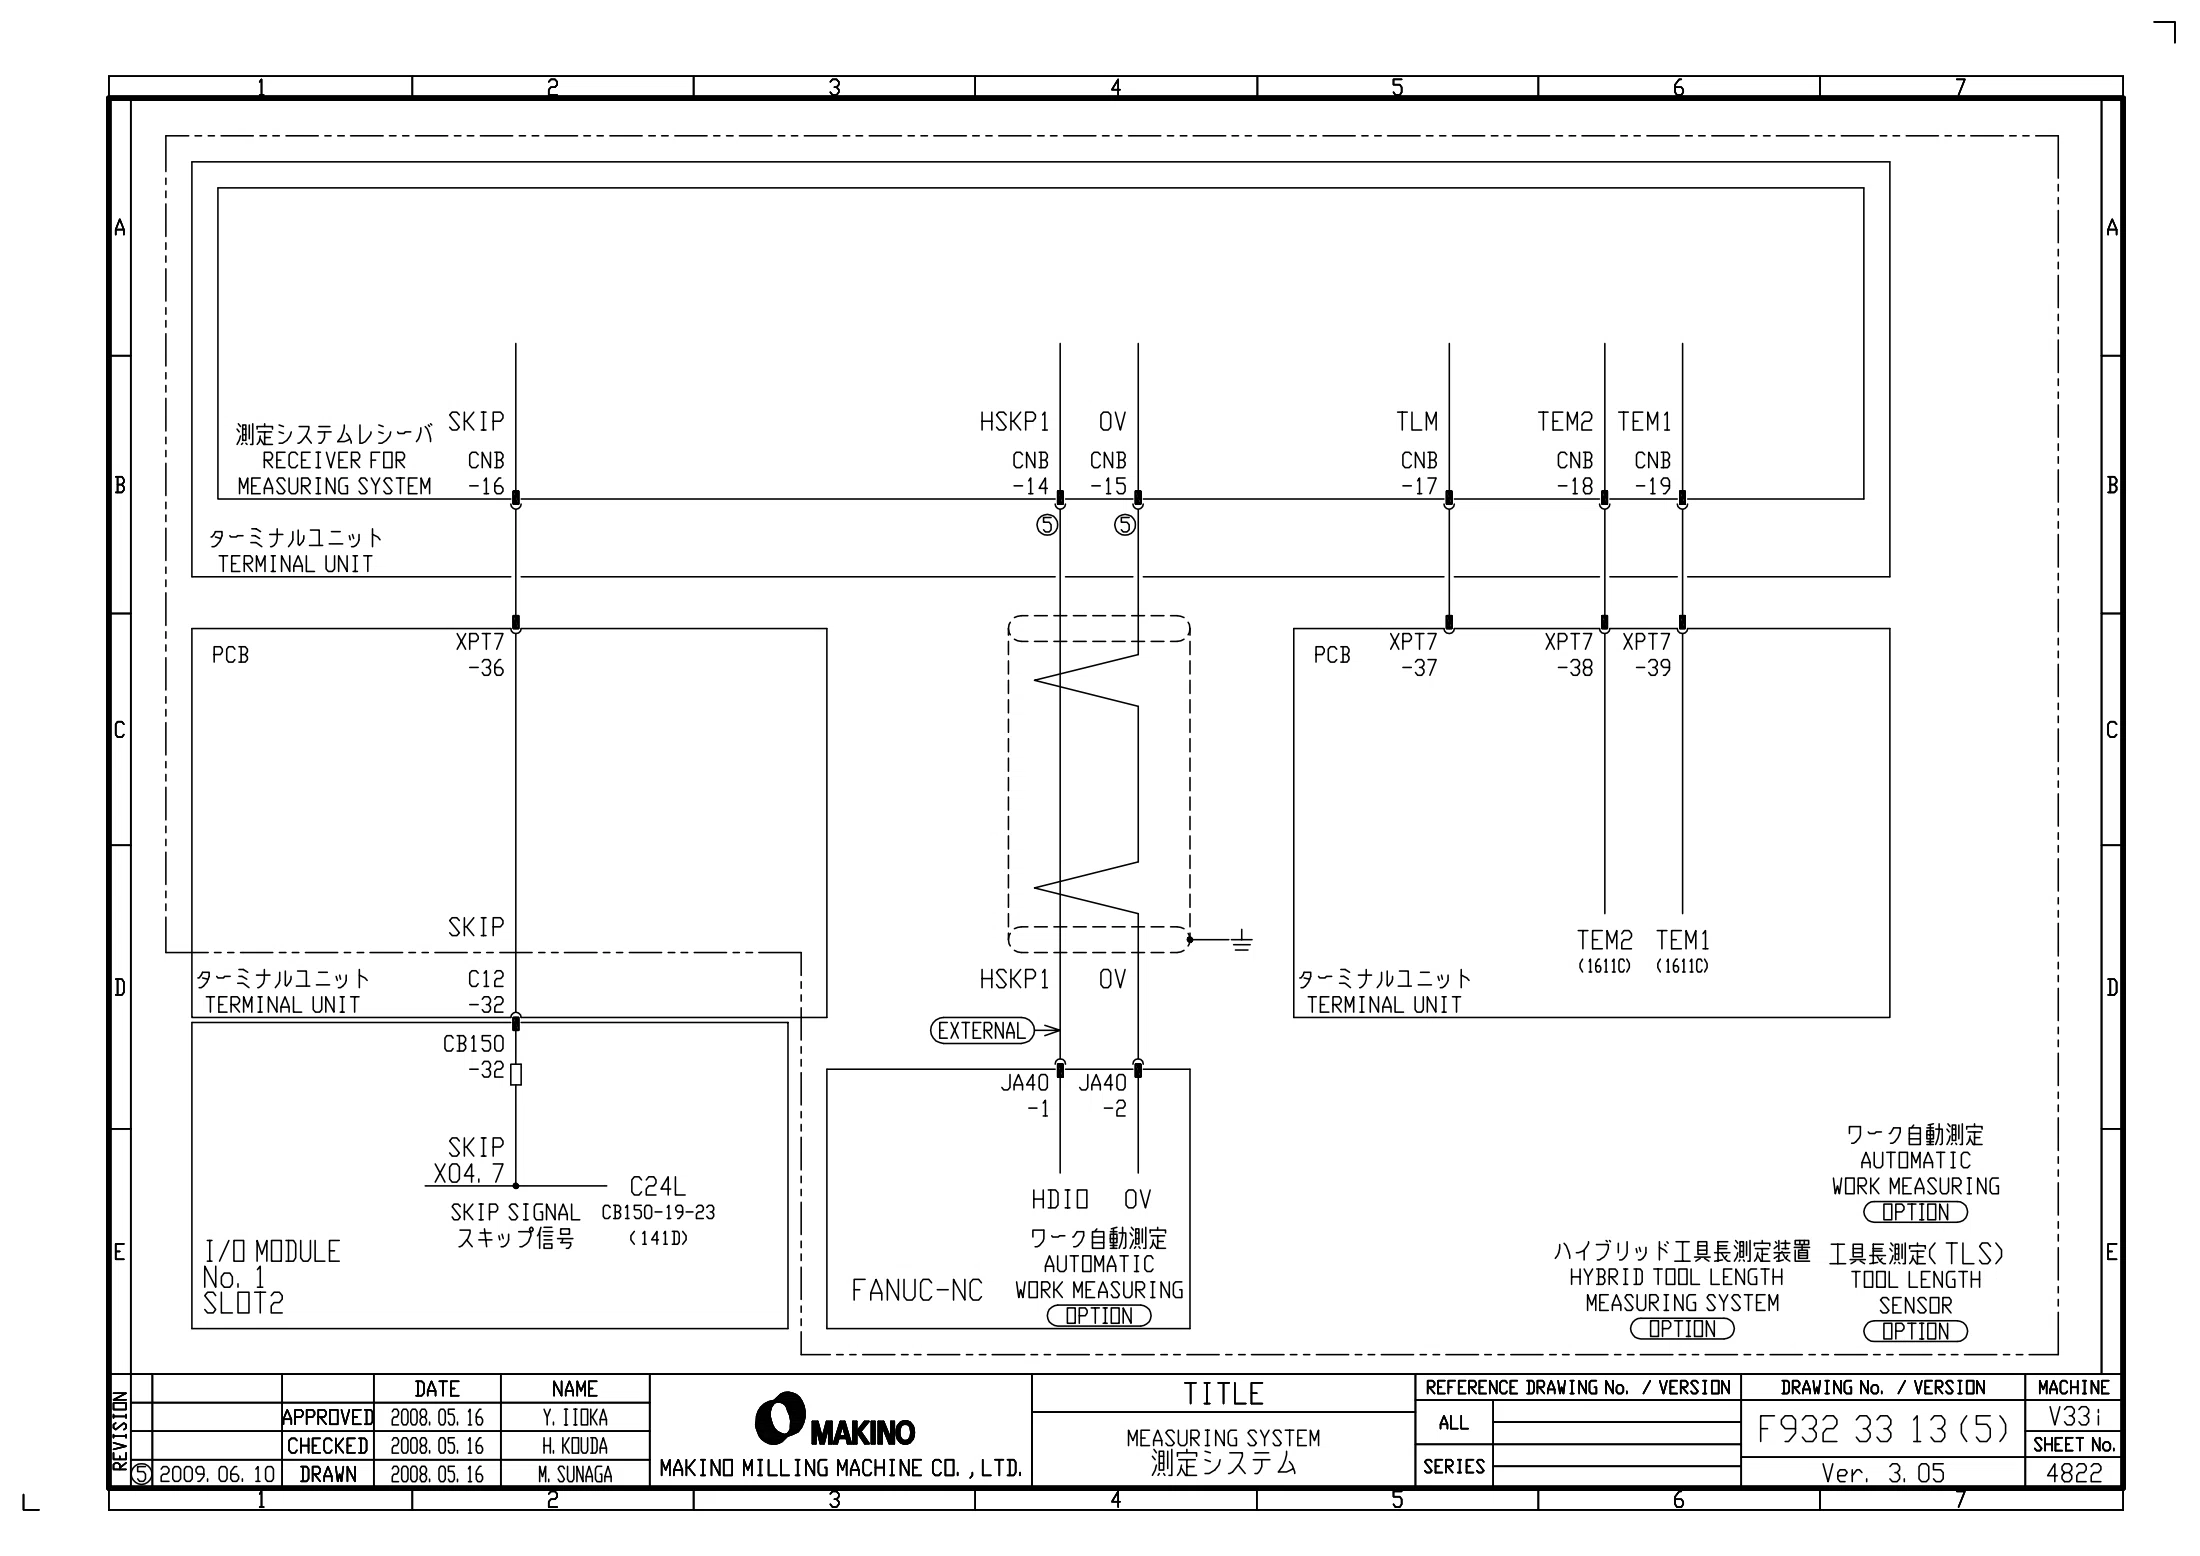 1 2 3 4 5 6 7
A A
SKIP HSKP1 0V TLM TEM2 TEM1
測定システムレシーバ
RECEIVER FOR
MEASURING SYSTEM
CNB CNB CNB CNB CNB CNB
-16 -14 -15 -17 -18 -19
B B
⑤ ⑤
ターミナルユニット
TERMINAL UNIT
PCB
XPT7
-36
PCB
XPT7 XPT7 XPT7
-37 -38 -39
C C
SKIP
TEM2 TEM1
(1611C) (1611C)
ターミナルユニット
TERMINAL UNIT
C12
-32
HSKP1 0V
ターミナルユニット
TERMINAL UNIT
D D
EXTERNAL
CB150
-32
JA40 JA40
-1 -2
SKIP
X04.7
C24L
SKIP SIGNAL
スキップ信号
CB150-19-23
(141D)
I/O MODULE
No. 1
SLOT2
HDI0 0V
ワーク自動測定
AUTOMATIC
WORK MEASURING
OPTION
FANUC-NC
ワーク自動測定
AUTOMATIC
WORK MEASURING
OPTION
E E
ハイブリッド工具長測定装置
HYBRID TOOL LENGTH
MEASURING SYSTEM
OPTION
工具長測定(TLS)
TOOL LENGTH
SENSOR
OPTION
REVISION
⑤ 2009.06.10
DATE NAME
APPROVED 2008.05.16 Y. IIOKA
CHECKED 2008.05.16 H. KOUDA
DRAWN 2008.05.16 M. SUNAGA
MAKINO
MAKINO MILLING MACHINE CO.,LTD.
TITLE
MEASURING SYSTEM
測定システム
REFERENCE DRAWING No. / VERSION
ALL
SERIES
DRAWING No. / VERSION
F932 33 13(5)
Ver. 3.05
MACHINE
V33i
SHEET No.
4822
1 2 3 4 5 6 7